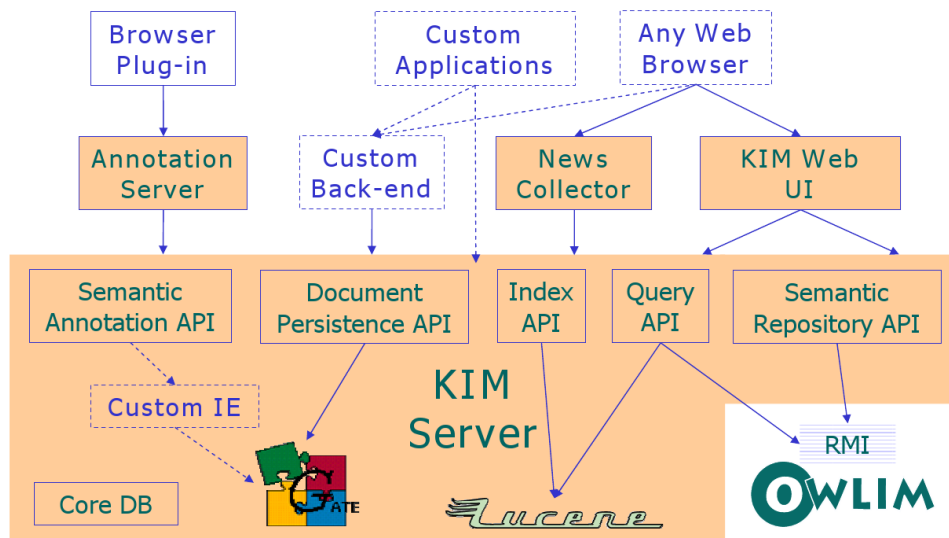 Browser
Plug-in
Custom
Applications
Any Web
Browser
Annotation
Server
Custom
Back-end
News
Collector
KIM Web
UI
Semantic
Annotation API
Document
Persistence API
Index
API
Query
API
Semantic
Repository API
KIM
Server
Custom IE
RMI
GATE
Core DB
Lucene
OWLIM